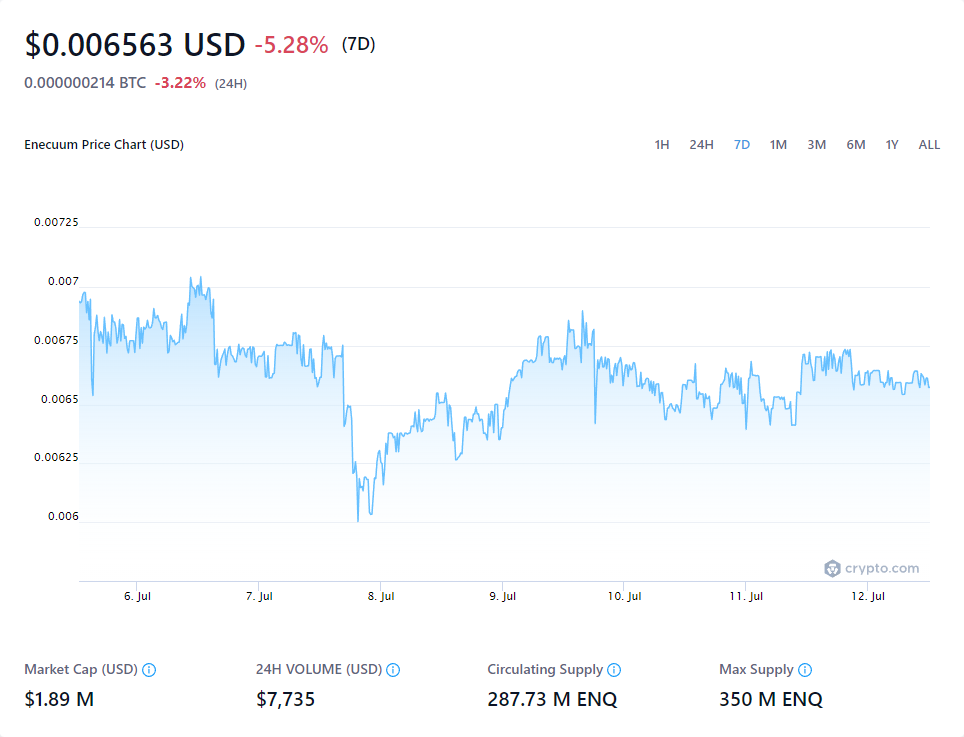 $0.006563 USD -5.28% (7D)
0.000000214 BTC -3.22% (24H)
Enecuum Price Chart (USD) 1H 24H 7D 1M 3M 6M 1Y ALL
0.00725
0.007
0.00675
0.0065
0.00625
0.006
crypto.com
6. Jul 7. Jul 8. Jul 9. Jul 10. Jul 11. Jul 12. Jul
Market Cap (USD) 24H VOLUME (USD) Circulating Supply Max Supply
$1.89 M $7,735 287.73 M ENQ 350 M ENQ